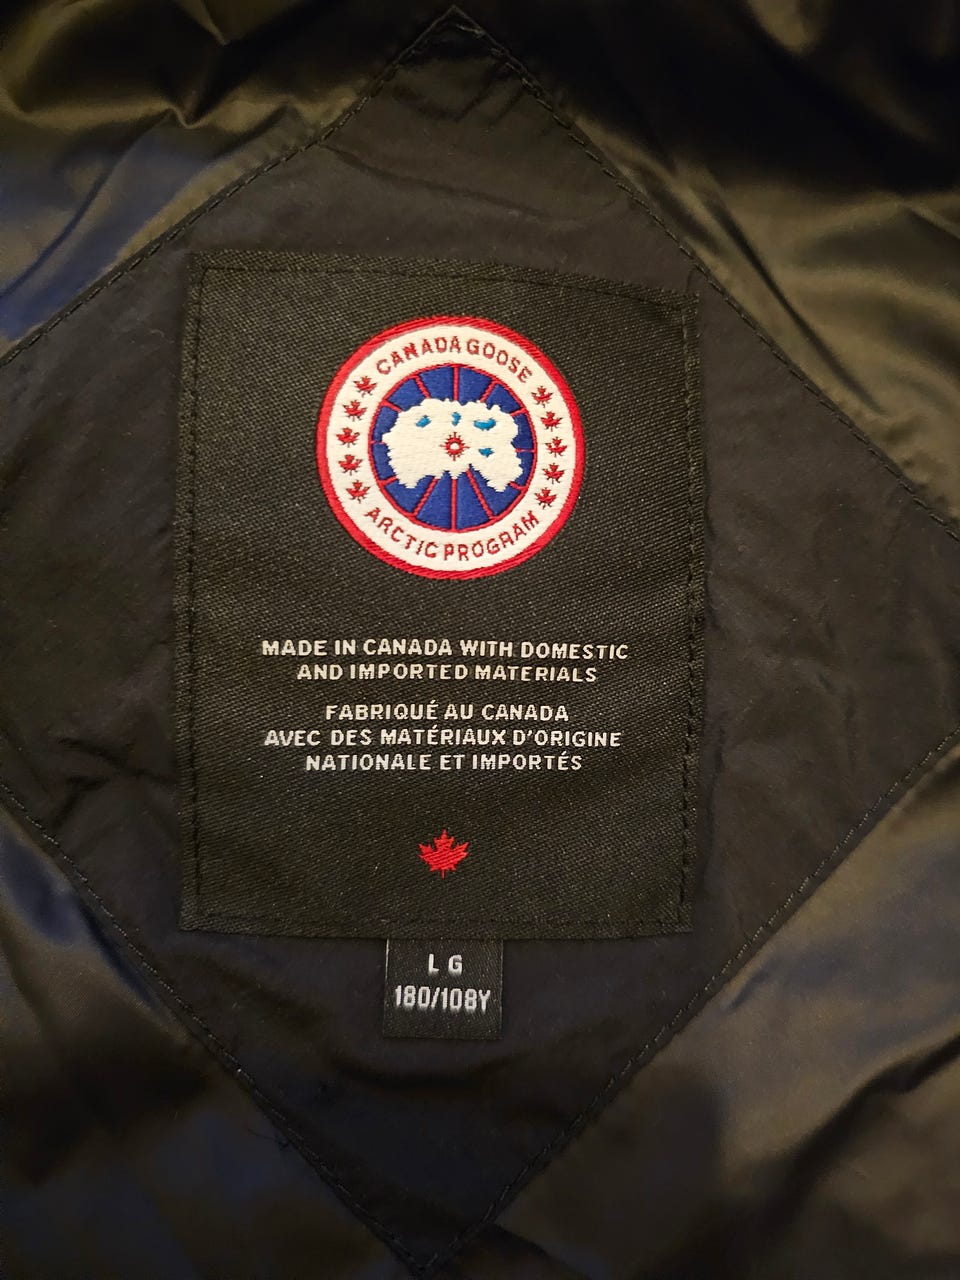 CANADA GOOSE
ARCTIC PROGRAM
MADE IN CANADA WITH DOMESTIC
AND IMPORTED MATERIALS
FABRIQUÉ AU CANADA
AVEC DES MATÉRIAUX D'ORIGINE
NATIONALE ET IMPORTÉS
LG
180/108Y